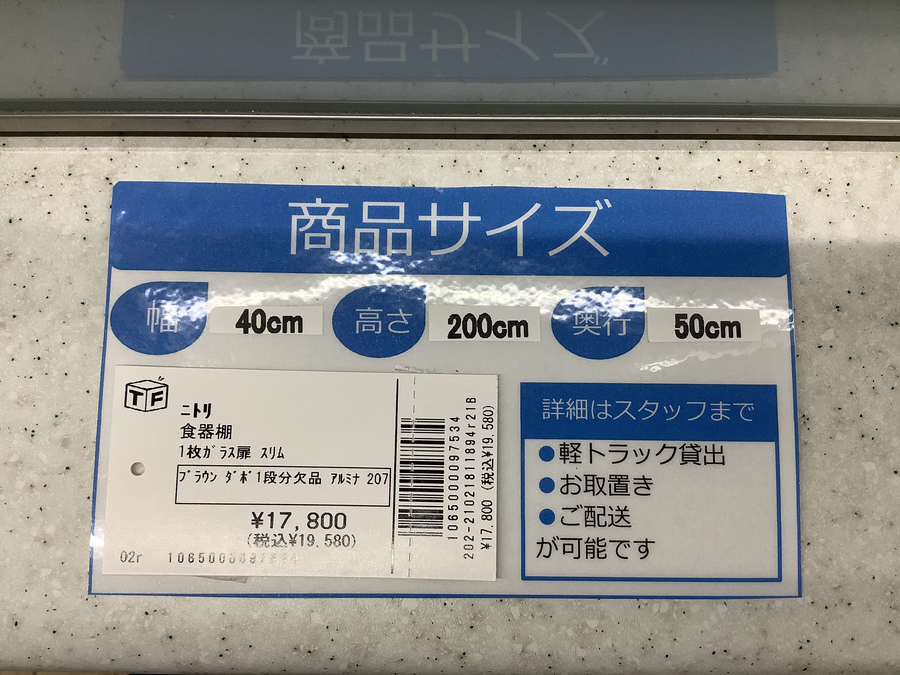 商品サイズ
幅 40cm 高さ 200cm 奥行 50cm
TF
ニトリ
食器棚
1枚ガラス扉 スリム
ブラウン ダボ1段分欠品 アルミナ 207
¥17,800
(税込¥19,580)
02r
1065000097534
202-21021811894r21B
¥17,800 (税込¥19,580)
詳細はスタッフまで
●軽トラック貸出
●お取置き
●ご配送
が可能です